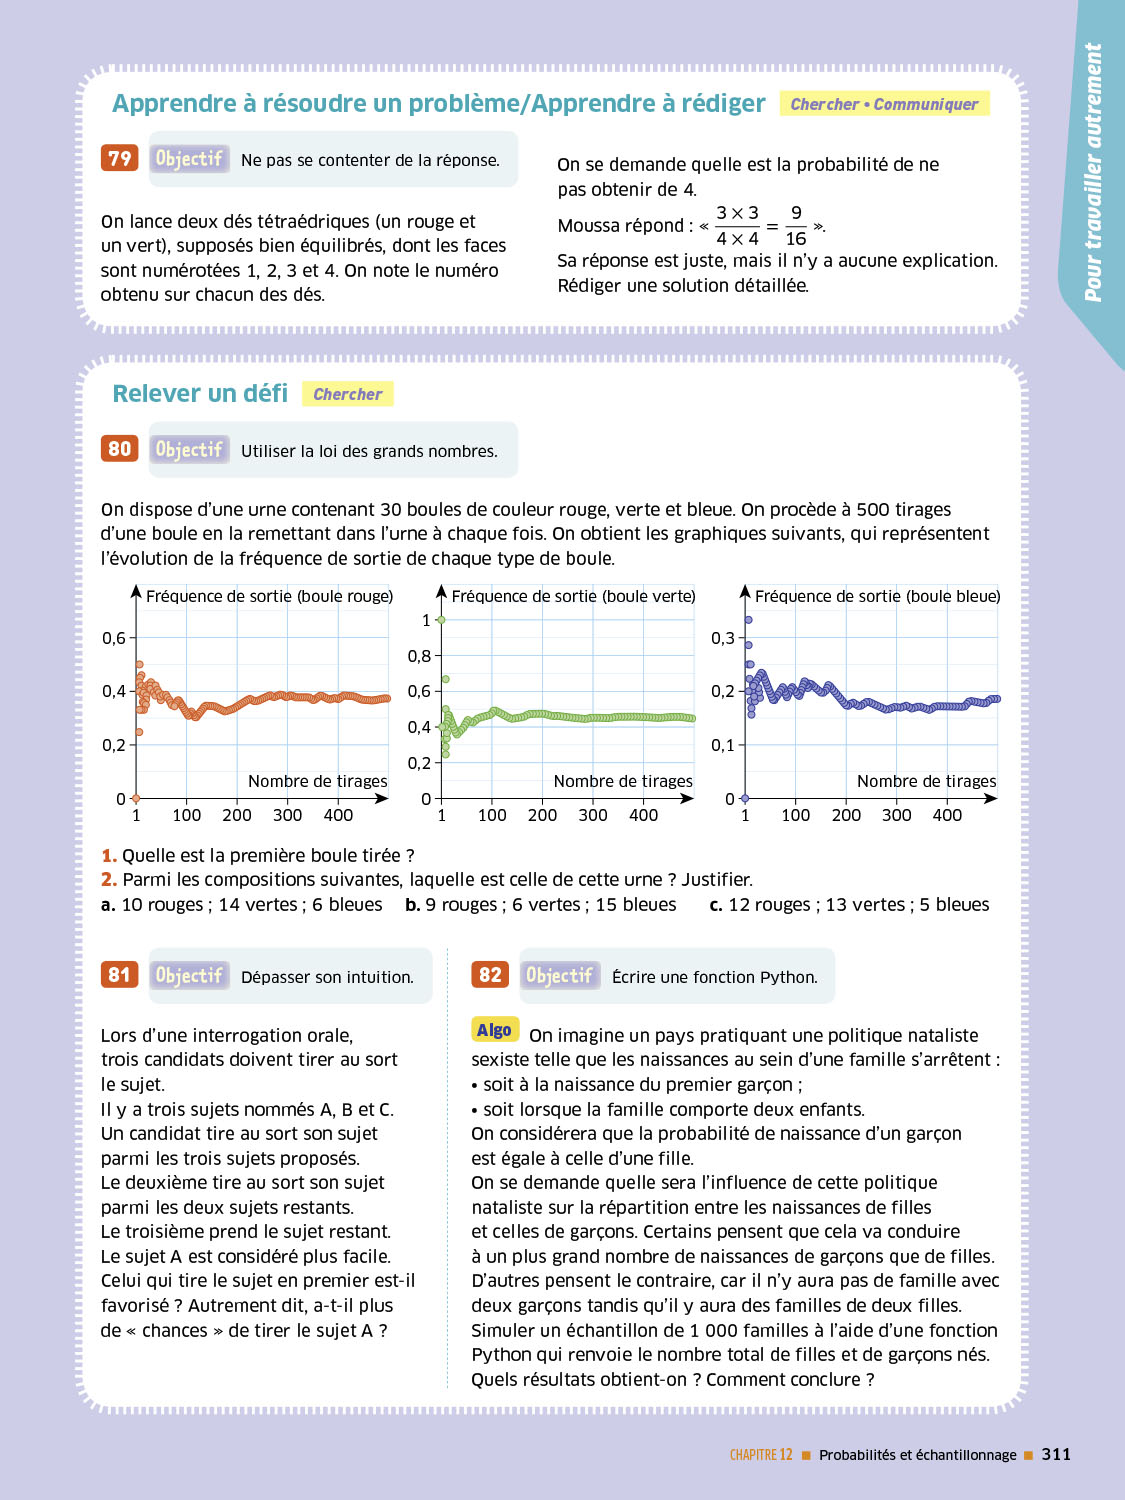 Pour travailler autrement
Apprendre à résoudre un problème/Apprendre à rédiger Chercher • Communiquer
79 Objectif Ne pas se contenter de la réponse.
On lance deux dés tétraédriques (un rouge et
un vert), supposés bien équilibrés, dont les faces
sont numérotées 1, 2, 3 et 4. On note le numéro
obtenu sur chacun des dés.
On se demande quelle est la probabilité de ne
pas obtenir de 4.
Moussa répond : « 3 × 3 / 4 × 4 = 9 / 16 ».
Sa réponse est juste, mais il n'y a aucune explication.
Rédiger une solution détaillée.
Relever un défi Chercher
80 Objectif Utiliser la loi des grands nombres.
On dispose d'une urne contenant 30 boules de couleur rouge, verte et bleue. On procède à 500 tirages
d'une boule en la remettant dans l'urne à chaque fois. On obtient les graphiques suivants, qui représentent
l'évolution de la fréquence de sortie de chaque type de boule.
Fréquence de sortie (boule rouge)
0,6
0,4
0,2
0
Nombre de tirages
1 100 200 300 400
Fréquence de sortie (boule verte)
1
0,8
0,6
0,4
0,2
0
Nombre de tirages
1 100 200 300 400
Fréquence de sortie (boule bleue)
0,3
0,2
0,1
0
Nombre de tirages
1 100 200 300 400
1. Quelle est la première boule tirée ?
2. Parmi les compositions suivantes, laquelle est celle de cette urne ? Justifier.
a. 10 rouges ; 14 vertes ; 6 bleues b. 9 rouges ; 6 vertes ; 15 bleues c. 12 rouges ; 13 vertes ; 5 bleues
81 Objectif Dépasser son intuition.
Lors d'une interrogation orale,
trois candidats doivent tirer au sort
le sujet.
Il y a trois sujets nommés A, B et C.
Un candidat tire au sort son sujet
parmi les trois sujets proposés.
Le deuxième tire au sort son sujet
parmi les deux sujets restants.
Le troisième prend le sujet restant.
Le sujet A est considéré plus facile.
Celui qui tire le sujet en premier est-il
favorisé ? Autrement dit, a-t-il plus
de « chances » de tirer le sujet A ?
82 Objectif Écrire une fonction Python.
Algo On imagine un pays pratiquant une politique nataliste
sexiste telle que les naissances au sein d'une famille s'arrêtent :
• soit à la naissance du premier garçon ;
• soit lorsque la famille comporte deux enfants.
On considérera que la probabilité de naissance d'un garçon
est égale à celle d'une fille.
On se demande quelle sera l'influence de cette politique
nataliste sur la répartition entre les naissances de filles
et celles de garçons. Certains pensent que cela va conduire
à un plus grand nombre de naissances de garçons que de filles.
D'autres pensent le contraire, car il n'y aura pas de famille avec
deux garçons tandis qu'il y aura des familles de deux filles.
Simuler un échantillon de 1 000 familles à l'aide d'une fonction
Python qui renvoie le nombre total de filles et de garçons nés.
Quels résultats obtient-on ? Comment conclure ?
CHAPITRE 12 ■ Probabilités et échantillonnage ■ 311